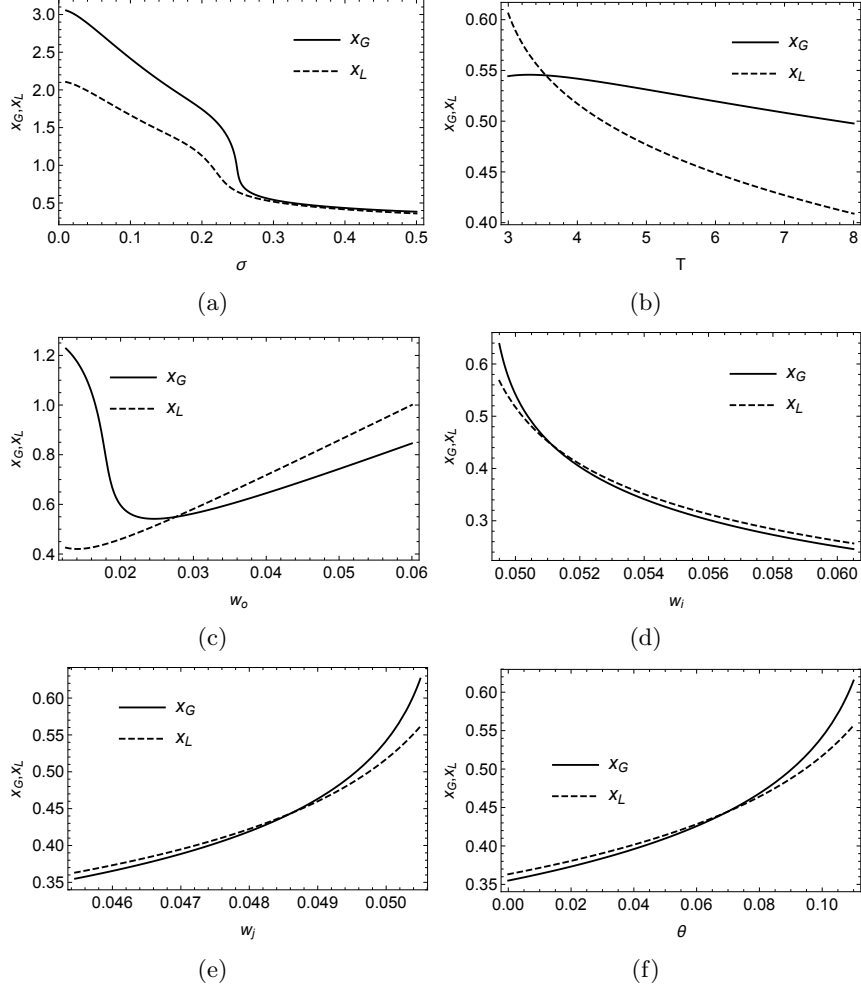 x_G
x_L
x_G,x_L
3.0
2.5
2.0
1.5
1.0
0.5
0.0 0.1 0.2 0.3 0.4 0.5
σ
(a)
x_G
x_L
x_G,x_L
0.60
0.55
0.50
0.45
0.40
3 4 5 6 7 8
T
(b)
x_G
x_L
x_G,x_L
1.2
1.0
0.8
0.6
0.4
0.02 0.03 0.04 0.05 0.06
w_o
(c)
x_G
x_L
x_G,x_L
0.6
0.5
0.4
0.3
0.050 0.052 0.054 0.056 0.058 0.060
w_i
(d)
x_G
x_L
x_G,x_L
0.60
0.55
0.50
0.45
0.40
0.35
0.046 0.047 0.048 0.049 0.050
w_j
(e)
x_G
x_L
x_G,x_L
0.60
0.55
0.50
0.45
0.40
0.35
0.00 0.02 0.04 0.06 0.08 0.10
θ
(f)